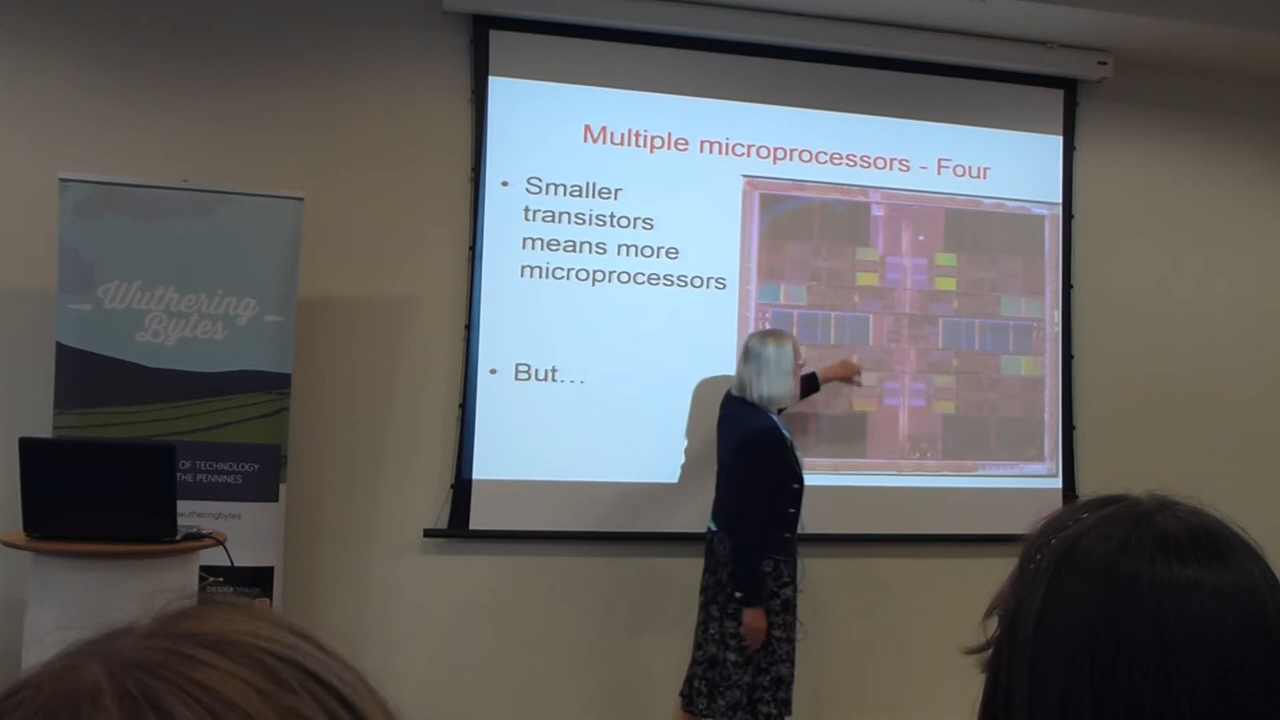 Multiple microprocessors - Four
• Smaller
transistors
means more
microprocessors
• But...
Wuthering
Bytes
OF TECHNOLOGY
THE PENNINES
wutheringbytes